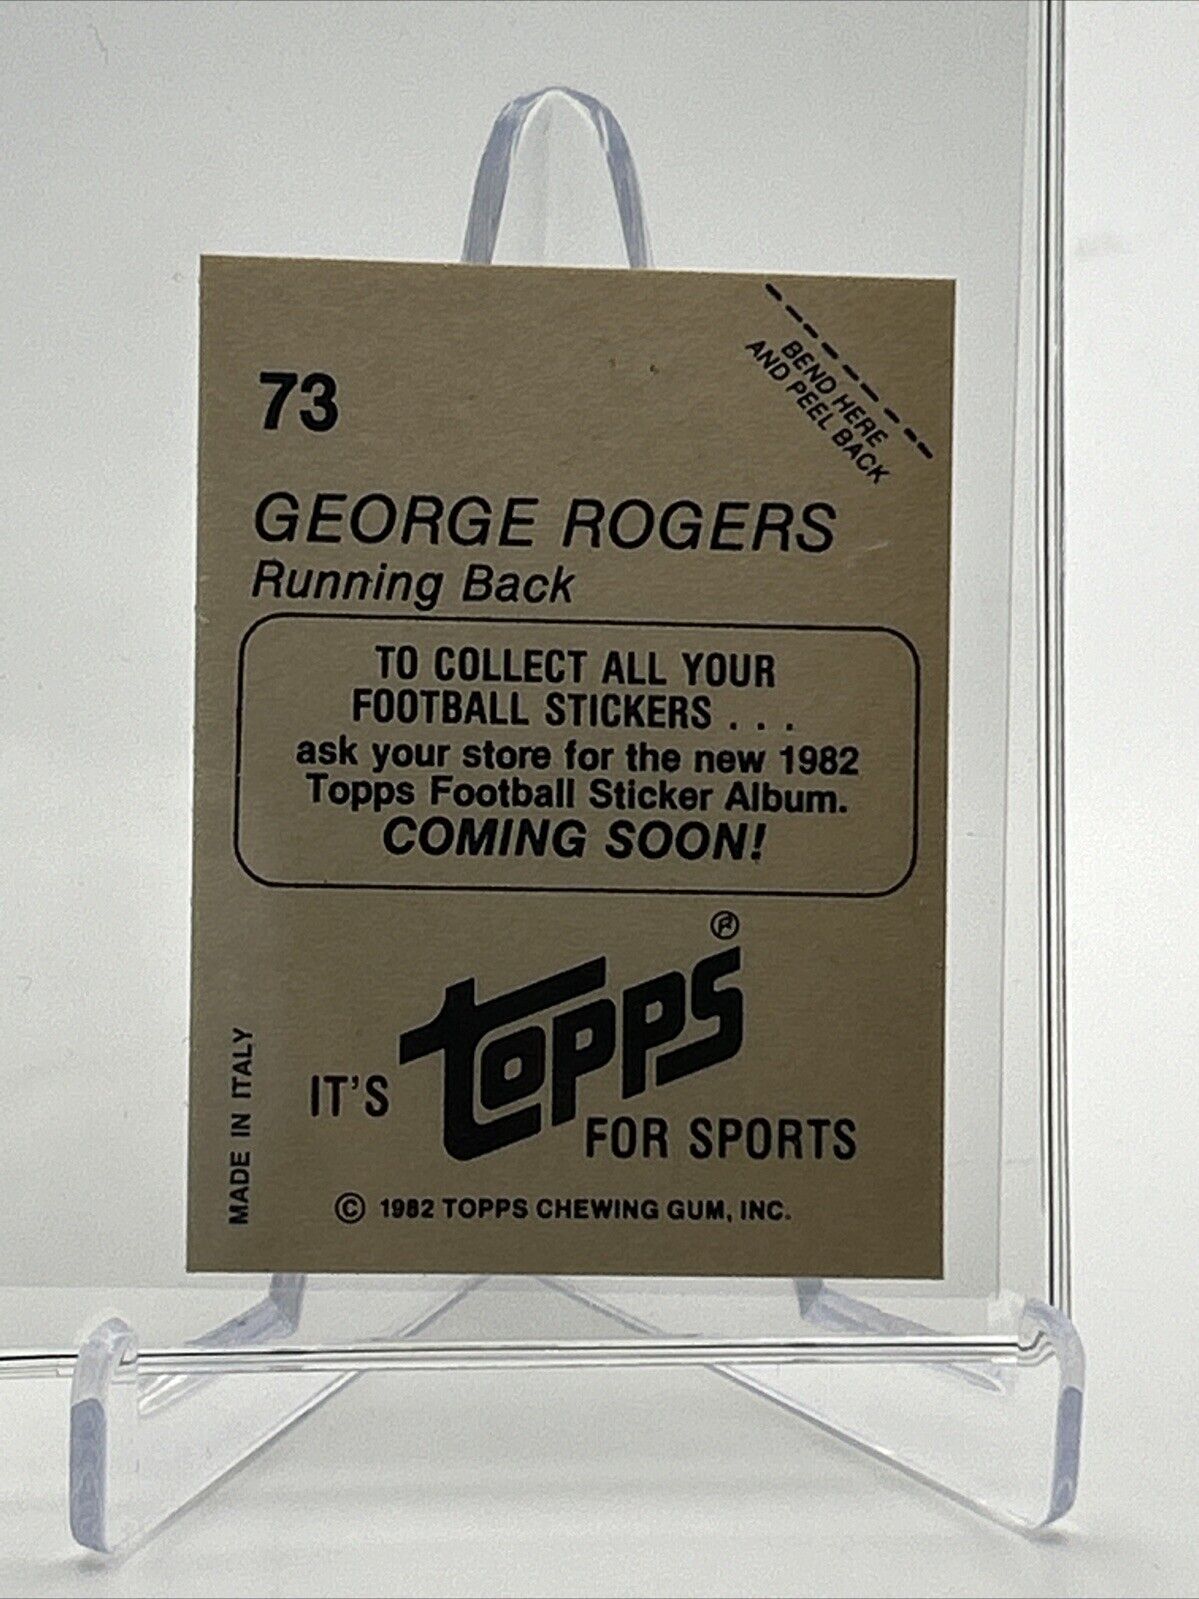 73
BEND HERE
AND PEEL BACK
GEORGE ROGERS
Running Back
TO COLLECT ALL YOUR
FOOTBALL STICKERS . . .
ask your store for the new 1982
Topps Football Sticker Album.
COMING SOON!
IT'S TOPPS® FOR SPORTS
MADE IN ITALY
© 1982 TOPPS CHEWING GUM, INC.